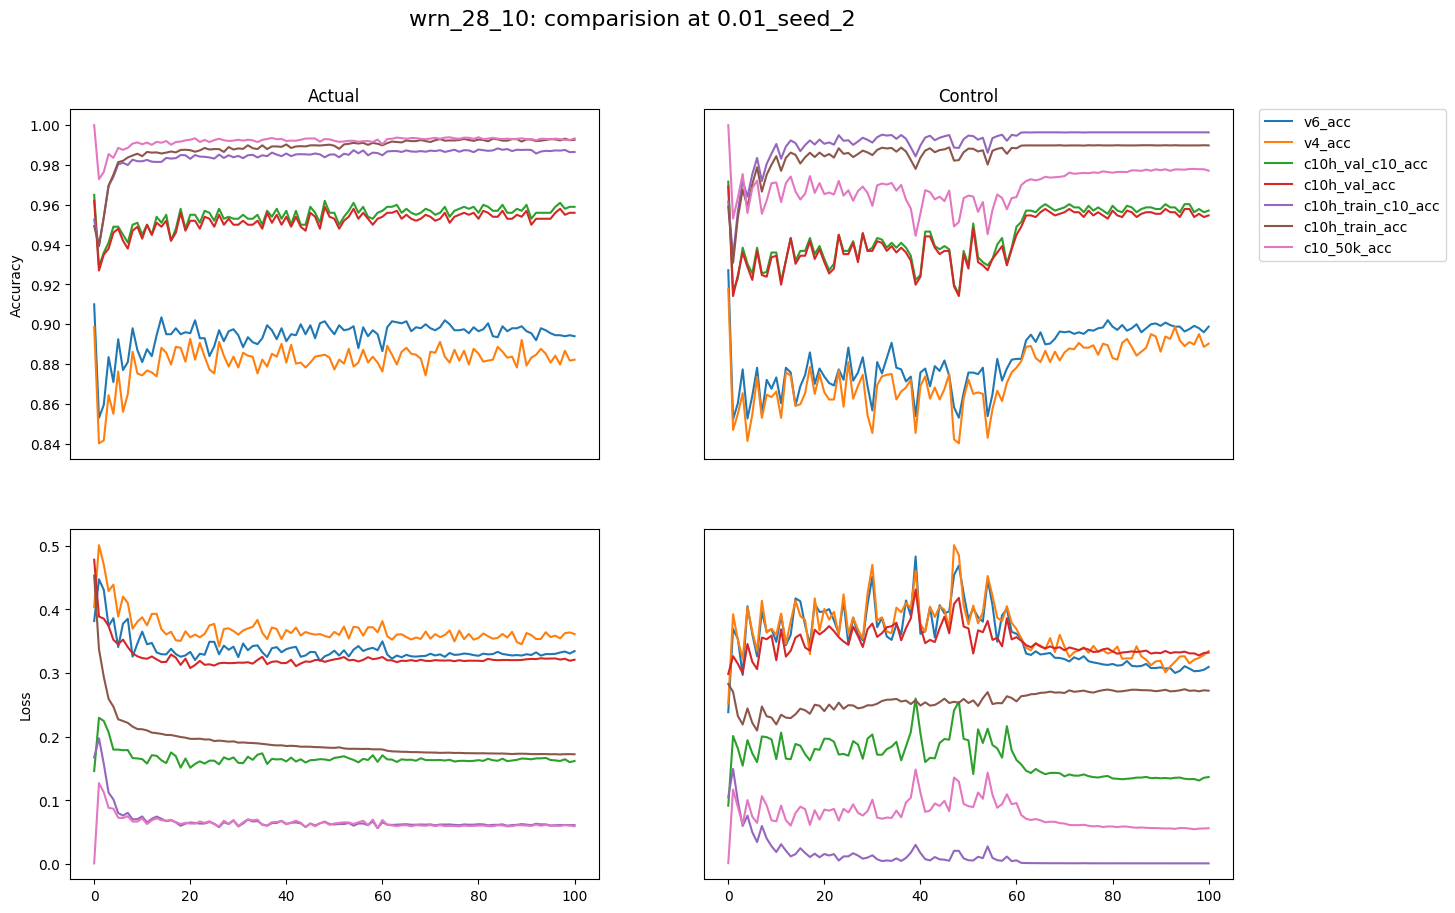 wrn_28_10: comparision at 0.01_seed_2
Actual
Control
Accuracy
1.00
0.98
0.96
0.94
0.92
0.90
0.88
0.86
0.84
v6_acc
v4_acc
c10h_val_c10_acc
c10h_val_acc
c10h_train_c10_acc
c10h_train_acc
c10_50k_acc
Loss
0.5
0.4
0.3
0.2
0.1
0.0
0 20 40 60 80 100
0 20 40 60 80 100